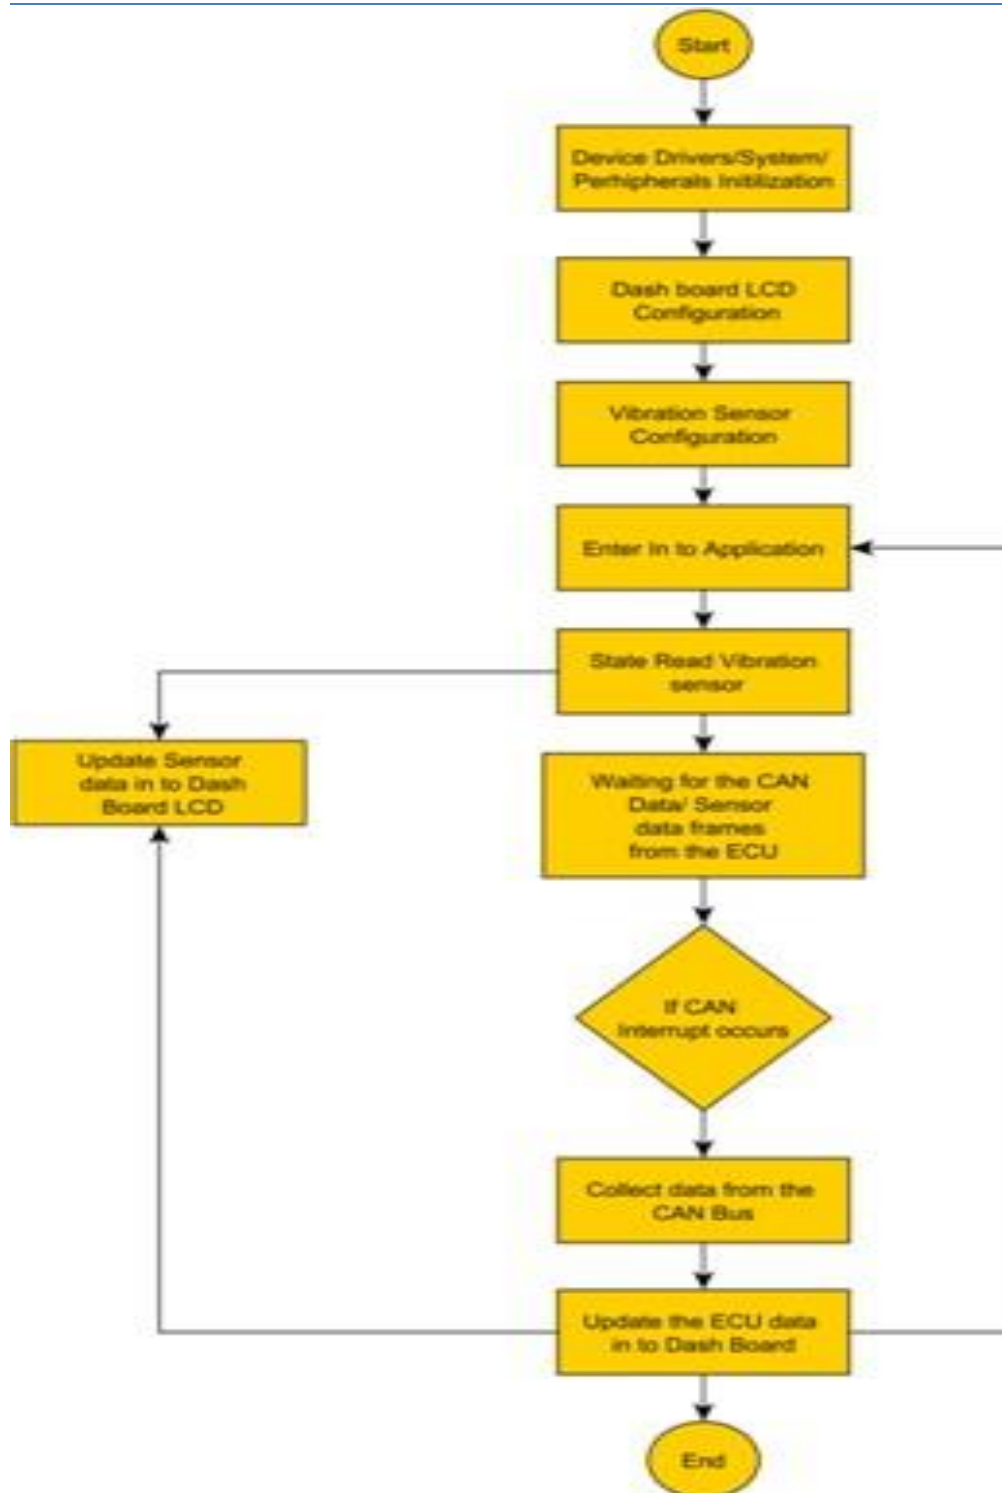 Start
Device Drivers/System/
Perhipherals Initilization
Dash board LCD
Configuration
Vibration Sensor
Configuration
Enter In to Application
State Read Vibration
sensor
Update Sensor
data in to Dash
Board LCD
Waiting for the CAN
Data/ Sensor
data frames
from the ECU
If CAN
Interrupt occurs
Collect data from the
CAN Bus
Update the ECU data
in to Dash Board
End